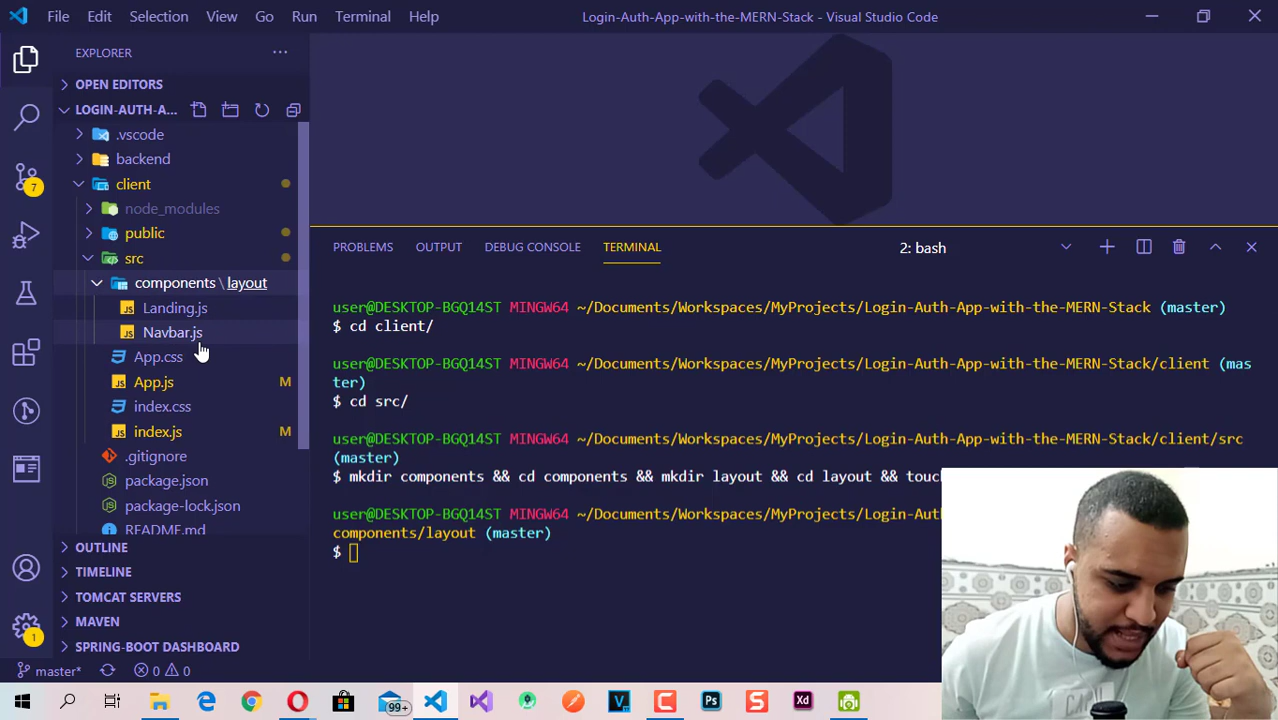 File Edit Selection View Go Run Terminal Help
Login-Auth-App-with-the-MERN-Stack - Visual Studio Code
EXPLORER
OPEN EDITORS
LOGIN-AUTH-A...
.vscode
backend
client
node_modules
public
src
components\layout
Landing.js
Navbar.js
App.css
App.js M
index.css
index.js M
.gitignore
package.json
package-lock.json
README.md
OUTLINE
TIMELINE
TOMCAT SERVERS
MAVEN
SPRING-BOOT DASHBOARD
7
1
PROBLEMS OUTPUT DEBUG CONSOLE TERMINAL 2: bash
user@DESKTOP-BGQ14ST MINGW64 ~/Documents/Workspaces/MyProjects/Login-Auth-App-with-the-MERN-Stack (master)
$ cd client/
user@DESKTOP-BGQ14ST MINGW64 ~/Documents/Workspaces/MyProjects/Login-Auth-App-with-the-MERN-Stack/client (mas
ter)
$ cd src/
user@DESKTOP-BGQ14ST MINGW64 ~/Documents/Workspaces/MyProjects/Login-Auth-App-with-the-MERN-Stack/client/src
(master)
$ mkdir components && cd components && mkdir layout && cd layout && touc
user@DESKTOP-BGQ14ST MINGW64 ~/Documents/Workspaces/MyProjects/Login-Aut
components/layout (master)
$
master* 0 0
99+
Ps
S
Xd
V